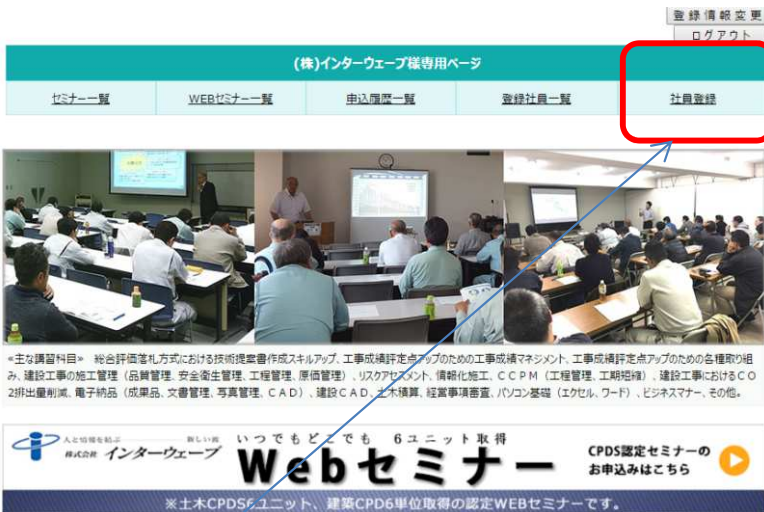 登録情報変更
ログアウト
(株)インターウェーブ様専用ページ
セミナー一覧 WEBセミナー一覧 申込履歴一覧 登録社員一覧 社員登録
≪主な講習科目≫ 総合評価落札方式における技術提案書作成スキルアップ、工事成績評定点アップのための工事成績マネジメント、工事成績評定点アップのための各種取り組
み、建設工事の施工管理（品質管理、安全衛生管理、工程管理、原価管理）、リスクアセスメント、情報化施工、CCPM（工程管理、工期短縮）、建設工事におけるCO
2排出量削減、電子納品（成果品、文書管理、写真管理、CAD）、建設CAD、土木積算、経営事項審査、パソコン基礎（エクセル、ワード）、ビジネスマナー、その他。
人と情報を結ぶ 新しい波
株式会社 インターウェーブ
いつでもどこでも 6ユニット取得
Webセミナー
CPDS認定セミナーの
お申込みはこちら
※土木CPDS6ユニット、建築CPD6単位取得の認定WEBセミナーです。